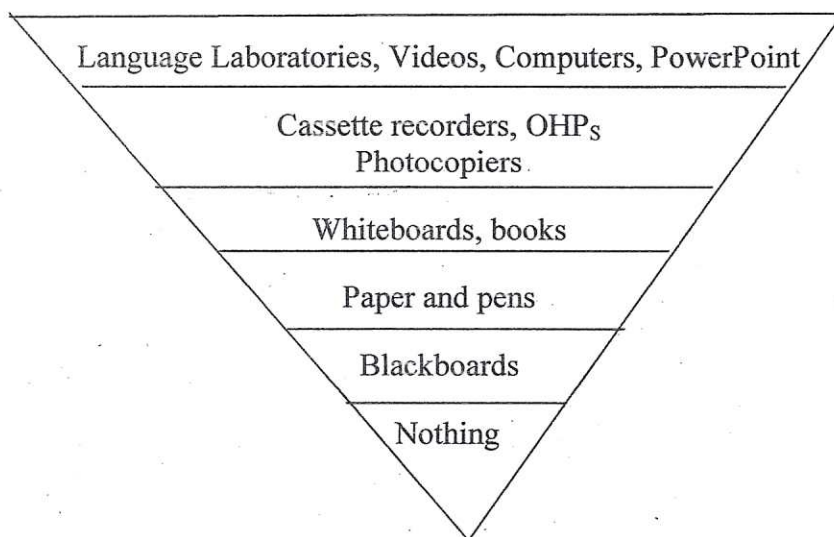 Language Laboratories, Videos, Computers, PowerPoint
Cassette recorders, OHPs
Photocopiers
Whiteboards, books
Paper and pens
Blackboards
Nothing